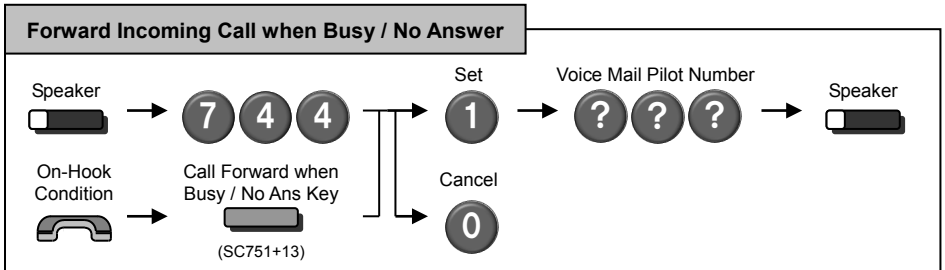 Forward Incoming Call when Busy / No Answer
Speaker
7 4 4
Set
1
Voice Mail Pilot Number
? ? ?
Speaker
On-Hook
Condition
Call Forward when
Busy / No Ans Key
(SC751+13)
Cancel
0